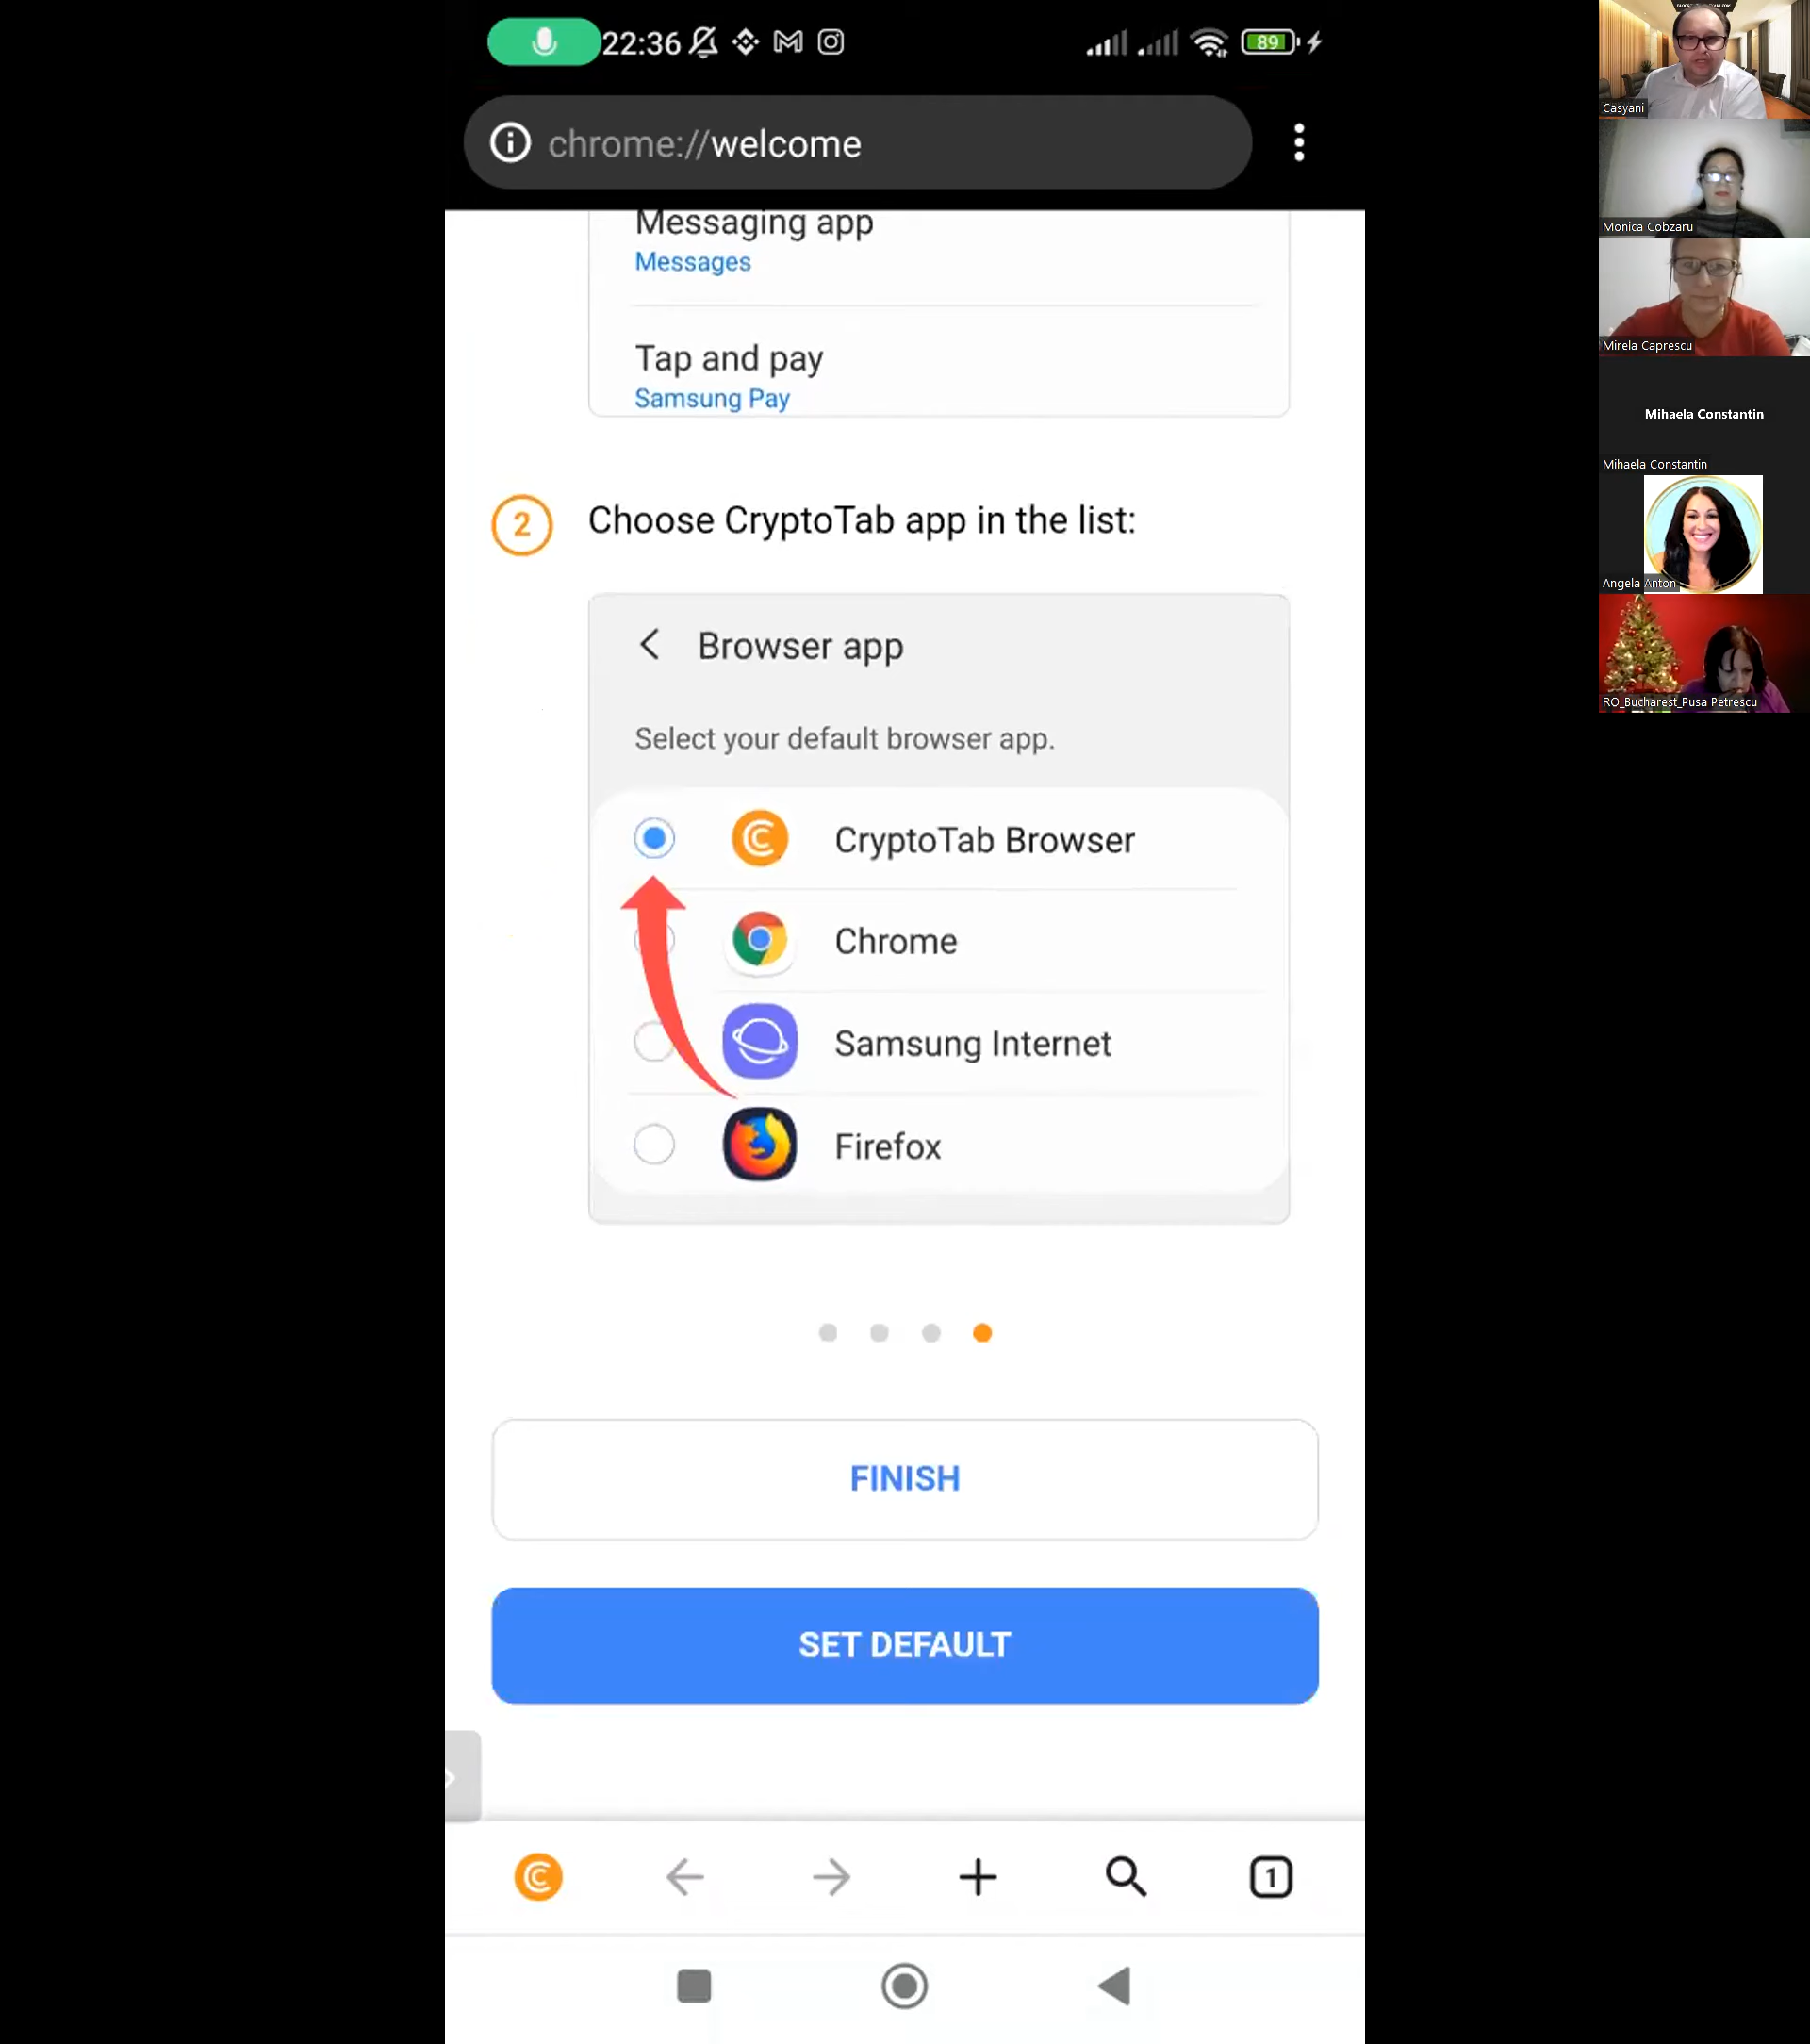 22:36
89
chrome://welcome
Messaging app
Messages
Tap and pay
Samsung Pay
2
Choose CryptoTab app in the list:
Browser app
Select your default browser app.
CryptoTab Browser
Chrome
Samsung Internet
Firefox
FINISH
SET DEFAULT
1
Casyani
Monica Cobzaru
Mirela Caprescu
Mihaela Constantin
Mihaela Constantin
Angela Anton
RO_Bucharest_Pusa Petrescu